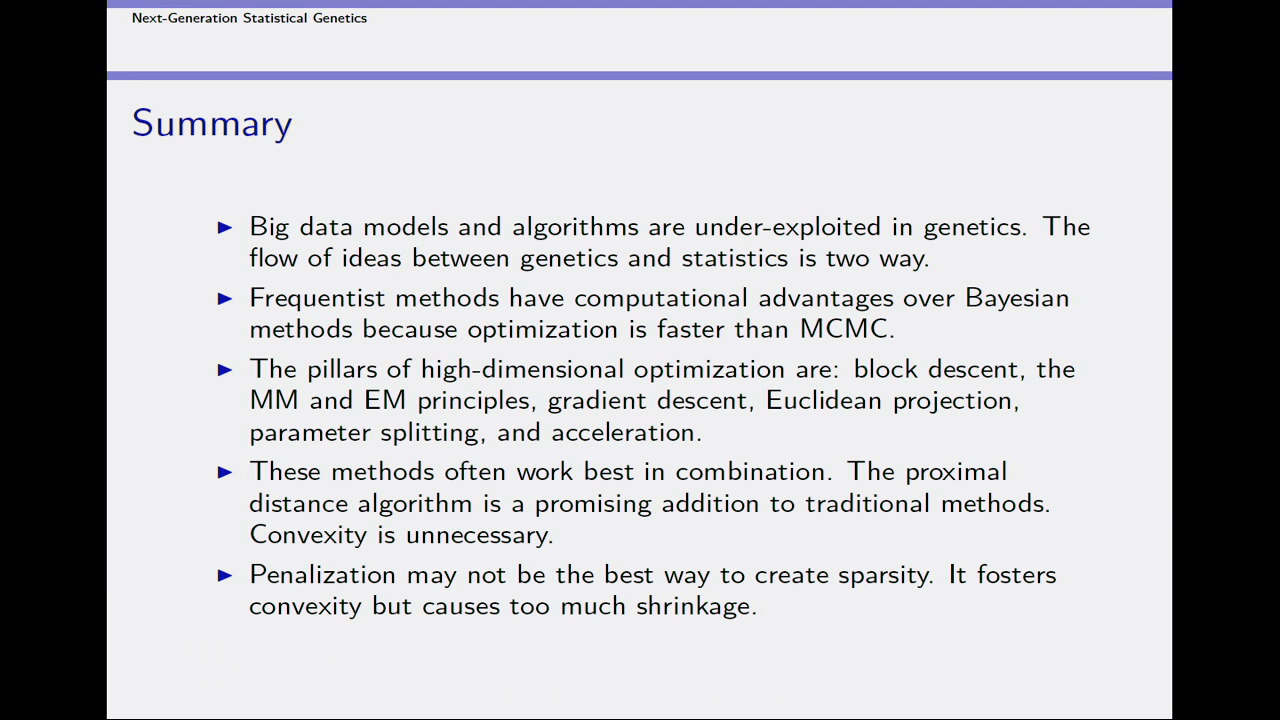 Next-Generation Statistical Genetics
Summary
Big data models and algorithms are under-exploited in genetics. The
flow of ideas between genetics and statistics is two way.
Frequentist methods have computational advantages over Bayesian
methods because optimization is faster than MCMC.
The pillars of high-dimensional optimization are: block descent, the
MM and EM principles, gradient descent, Euclidean projection,
parameter splitting, and acceleration.
These methods often work best in combination. The proximal
distance algorithm is a promising addition to traditional methods.
Convexity is unnecessary.
Penalization may not be the best way to create sparsity. It fosters
convexity but causes too much shrinkage.